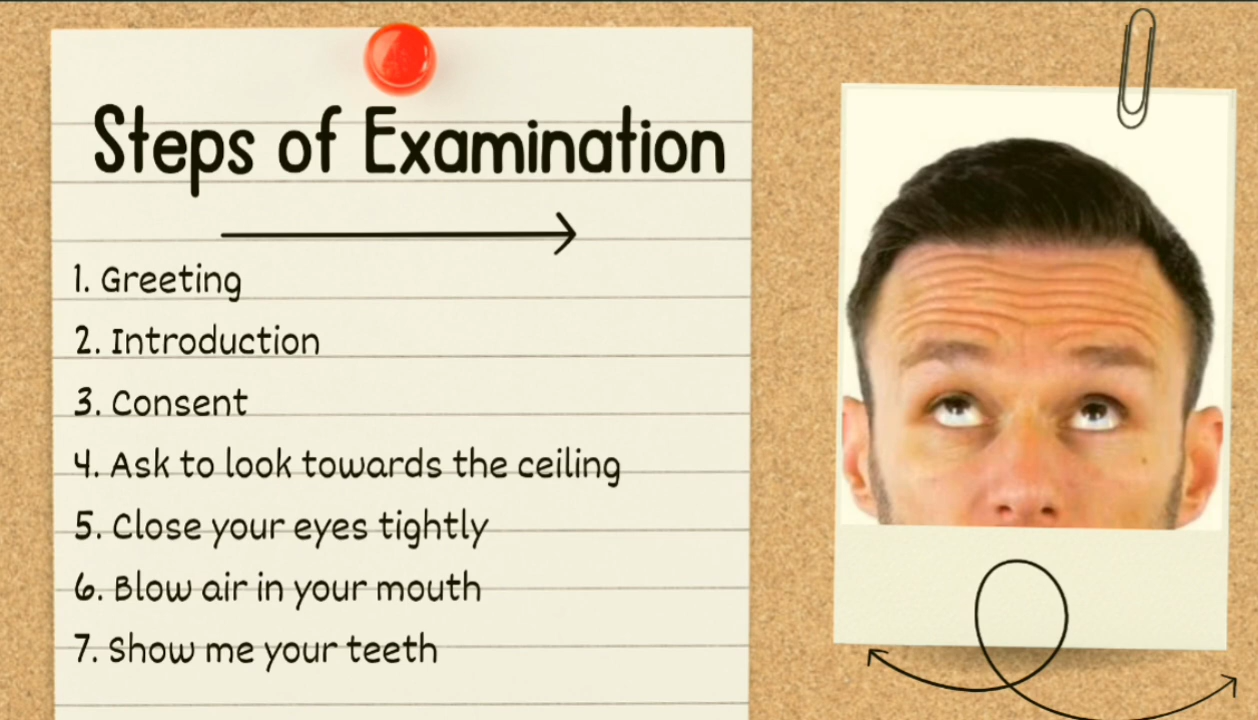 Steps of Examination
1. Greeting
2. Introduction
3. Consent
4. Ask to look towards the ceiling
5. Close your eyes tightly
6. Blow air in your mouth
7. Show me your teeth